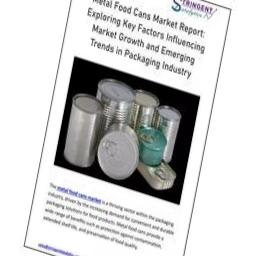 STRINGENT
Metal Food Cans Market Report:
Exploring Key Factors Influencing
Market Growth and Emerging
Trends in Packaging Industry
The metal food cans market is a thriving sector within the packaging
industry, driven by the increasing demand for convenient and durable
packaging solutions for food products. Metal food cans provide a
wide range of benefits such as protection against contamination,
extended shelf life, and preservation of food quality.